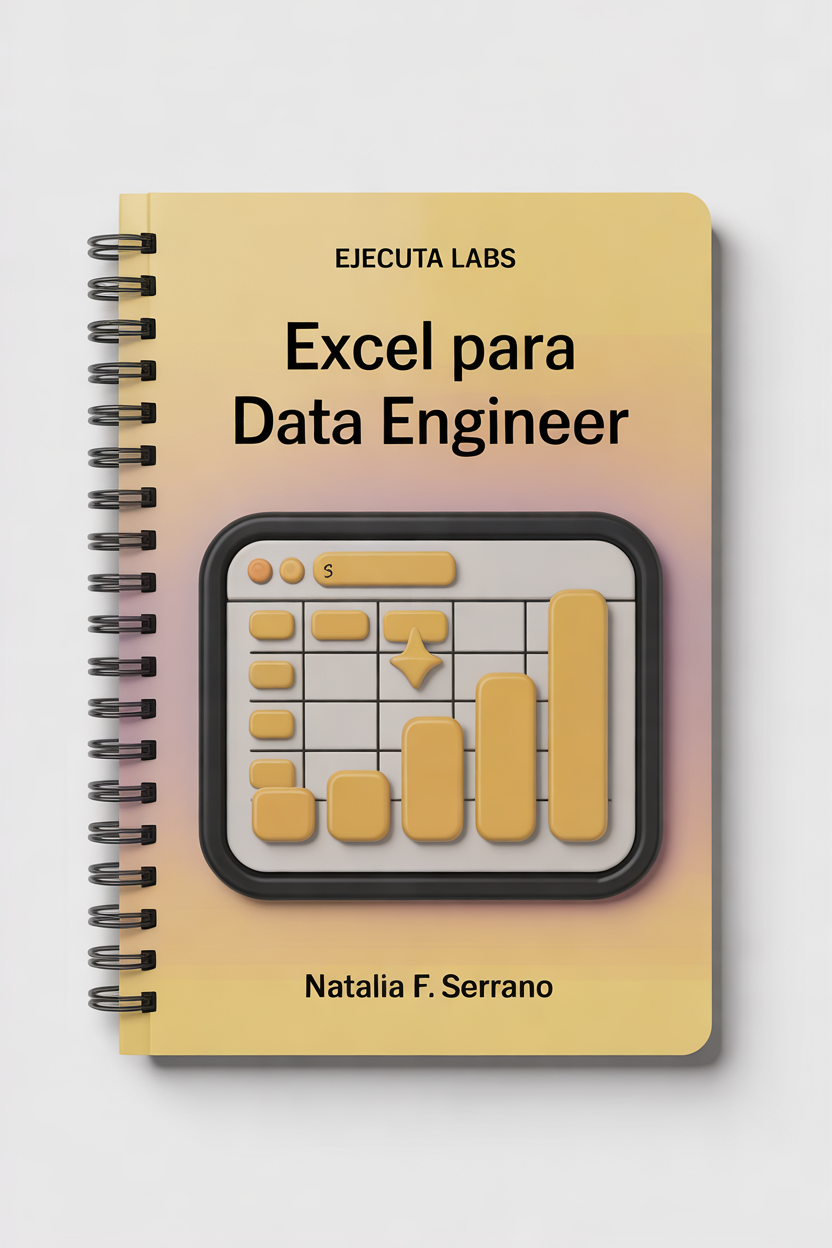 EJECUTA LABS
Excel para
Data Engineer
S
Natalia F. Serrano